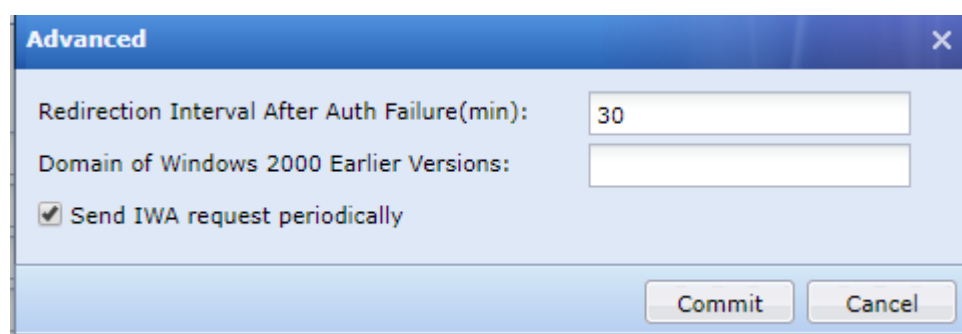 Advanced
Redirection Interval After Auth Failure(min): 30
Domain of Windows 2000 Earlier Versions:
Send IWA request periodically
Commit Cancel